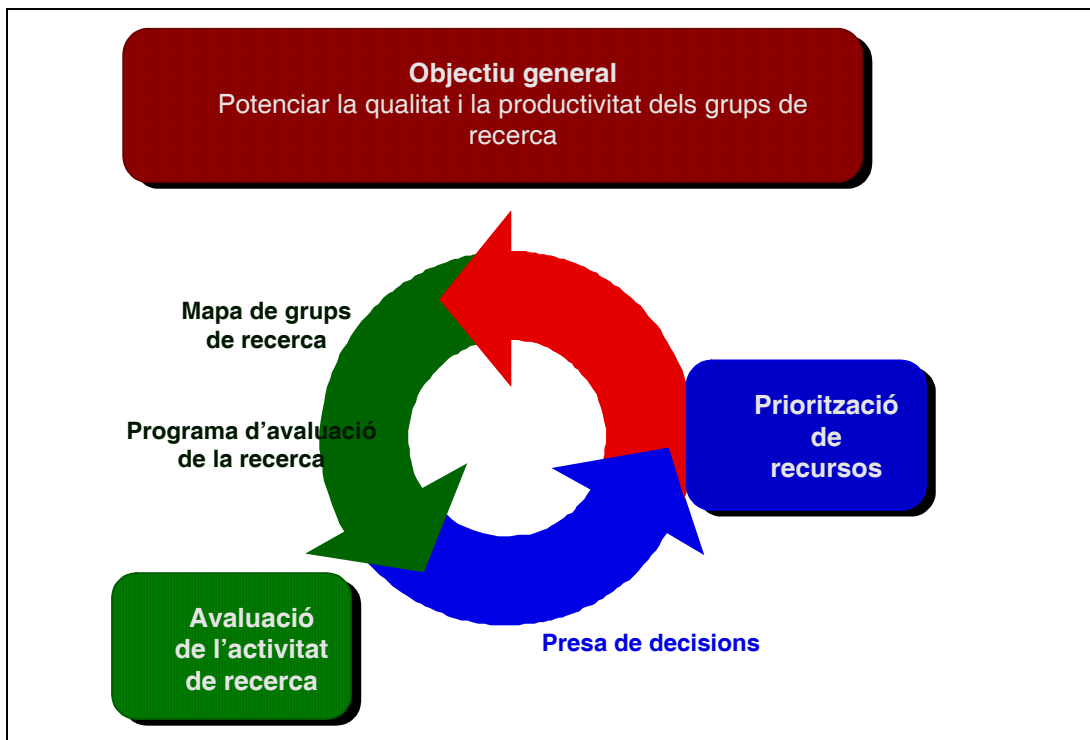 Objectiu general
Potenciar la qualitat i la productivitat dels grups de
recerca
Mapa de grups
de recerca
Programa d’avaluació
de la recerca
Priorització
de
recursos
Avaluació
de l’activitat
de recerca
Presa de decisions